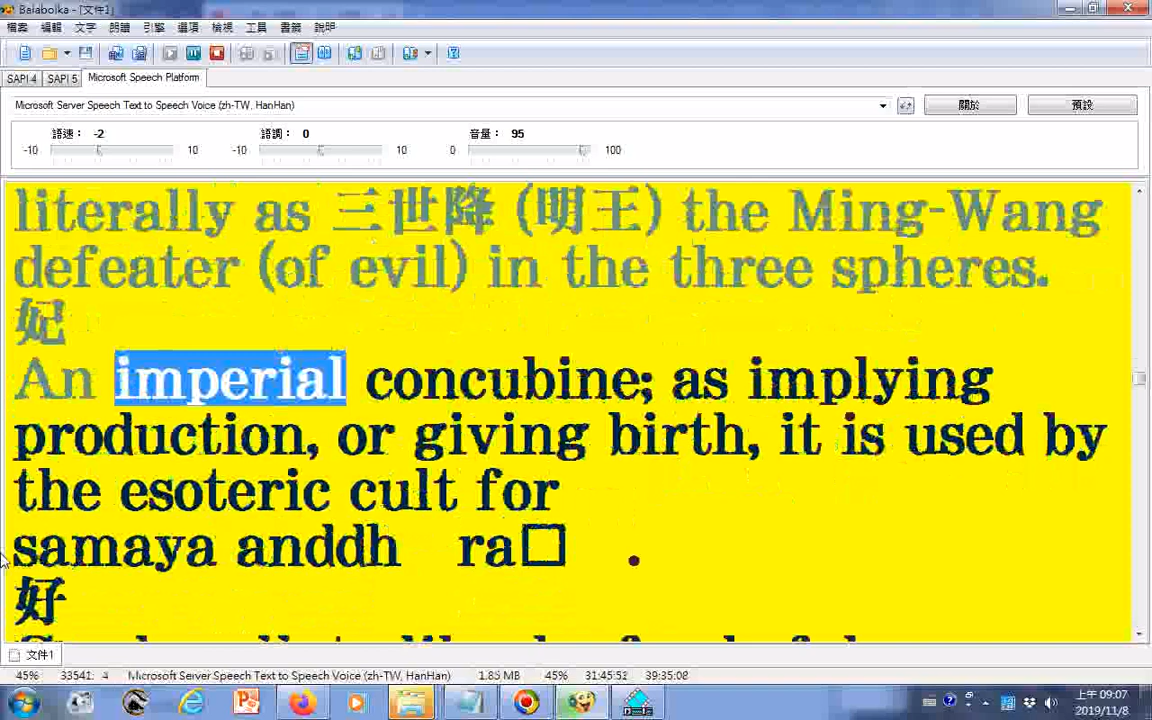 Balabolka - [文件1]
檔案 編輯 文字 朗讀 引擎 選項 檢視 工具 書籤 說明
SAPI 4 SAPI 5 Microsoft Speech Platform
Microsoft Server Speech Text to Speech Voice (zh-TW, HanHan) 關於 預設
語速： -2 語調： 0 音量： 95
-10 10 -10 10 0 100
literally as 三世降 (明王) the Ming-Wang
defeater (of evil) in the three spheres.
妃
An imperial concubine; as implying
production, or giving birth, it is used by
the esoteric cult for
samaya anddh ra□ .
好
文件1
45% 33541: 4 Microsoft Server Speech Text to Speech Voice (zh-TW, HanHan) 1.85 MB 45% 31:45:52 39:35:08
上午 09:07
2019/11/8